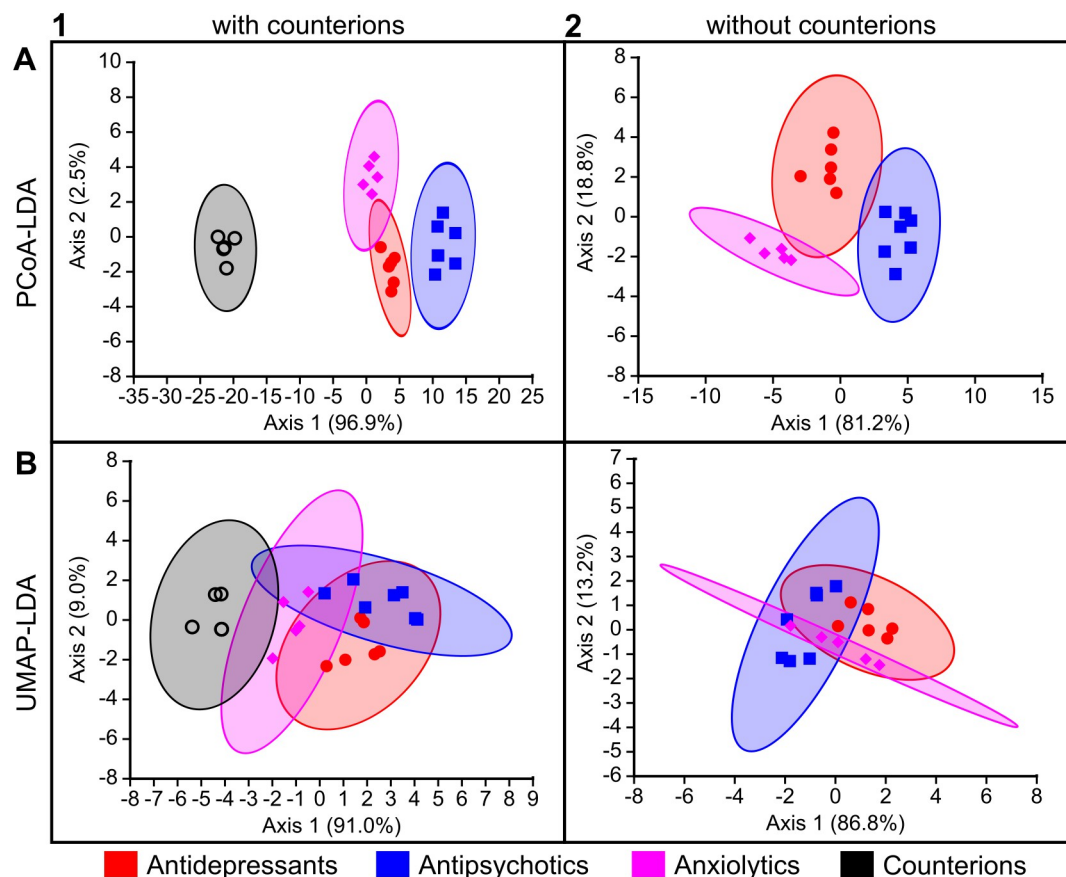 1 with counterions 2 without counterions
A
PCoA-LDA
10
8
6
4
2
0
-2
-4
-6
-8
Axis 2 (2.5%)
-35 -30 -25 -20 -15 -10 -5 0 5 10 15 20 25
Axis 1 (96.9%)
8
6
4
2
0
-2
-4
-6
-8
Axis 2 (18.8%)
-15 -10 -5 0 5 10 15
Axis 1 (81.2%)
B
UMAP-LDA
8
6
4
2
0
-2
-4
-6
-8
Axis 2 (9.0%)
-8 -7 -6 -5 -4 -3 -2 -1 0 1 2 3 4 5 6 7 8 9
Axis 1 (91.0%)
7
6
5
4
3
2
1
0
-1
-2
-3
-4
-5
-6
Axis 2 (13.2%)
-8 -6 -4 -2 0 2 4 6 8
Axis 1 (86.8%)
Antidepressants Antipsychotics Anxiolytics Counterions